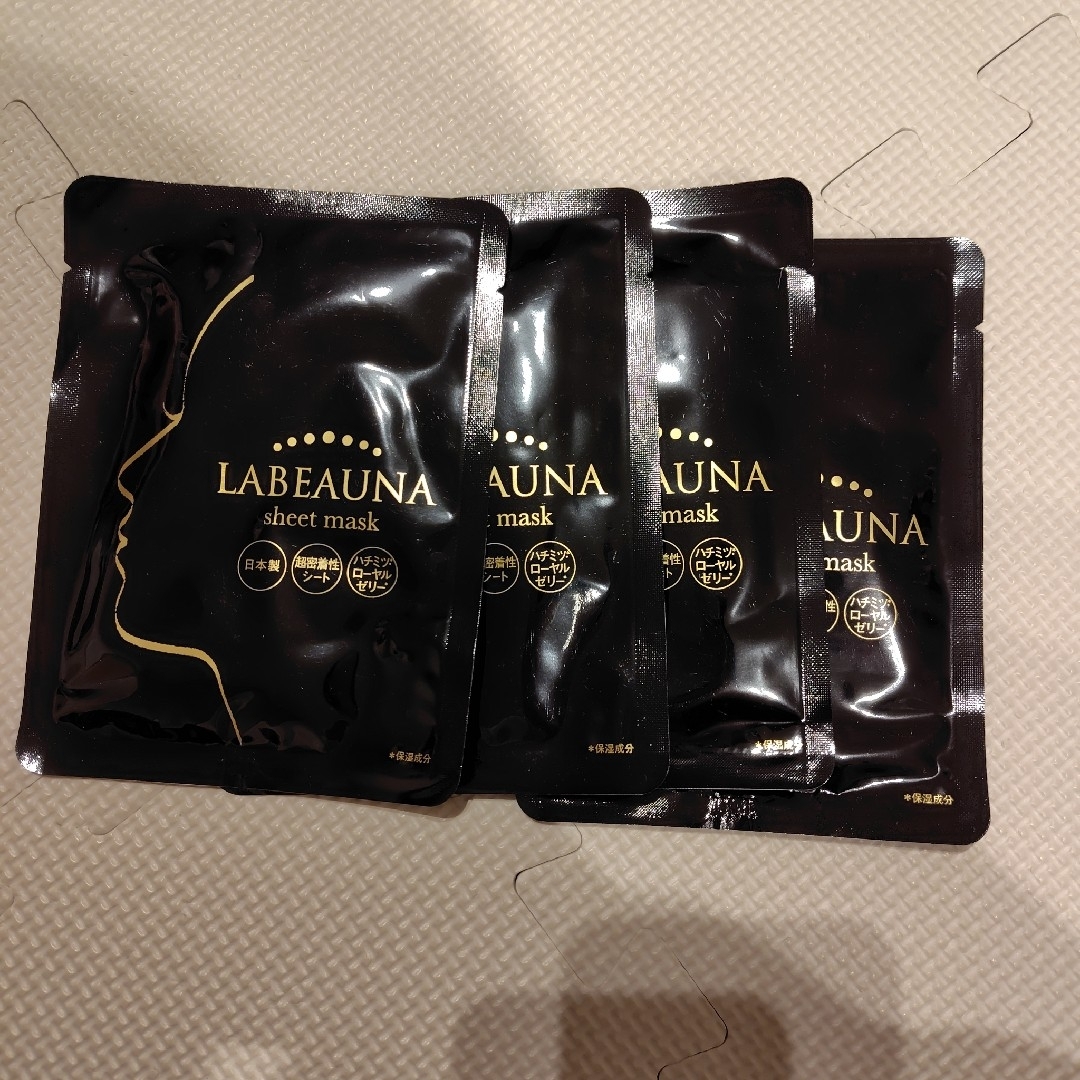 LABEAUNA
sheet mask
日本製
超密着性
シート
ハチミツ*
ローヤル
ゼリー*
*保湿成分
AUNA
mask
密着性
ート
ハチミツ*
ローヤル
ゼリー*
*保湿成分
AUNA
mask
着性
ト
ハチミツ*
ローヤル
ゼリー*
*保湿成
AUNA
mask
性
ハチミツ*
ローヤル
ゼリー*
*保湿成分